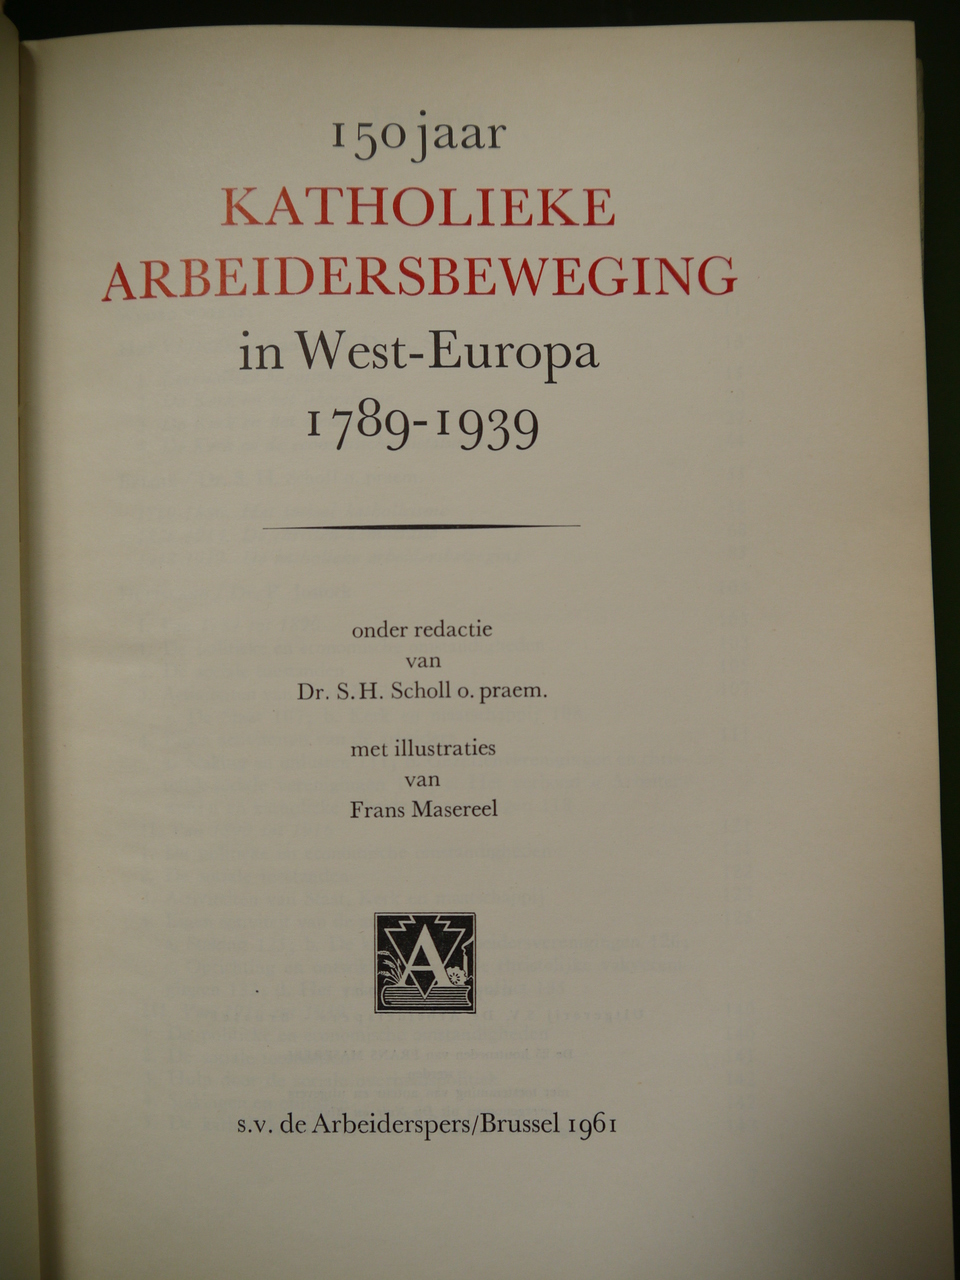 150 jaar
KATHOLIEKE
ARBEIDERSBEWEGING
in West-Europa
1789-1939
onder redactie
van
Dr. S.H. Scholl o. praem.
met illustraties
van
Frans Masereel
A
s.v. de Arbeiderspers/Brussel 1961